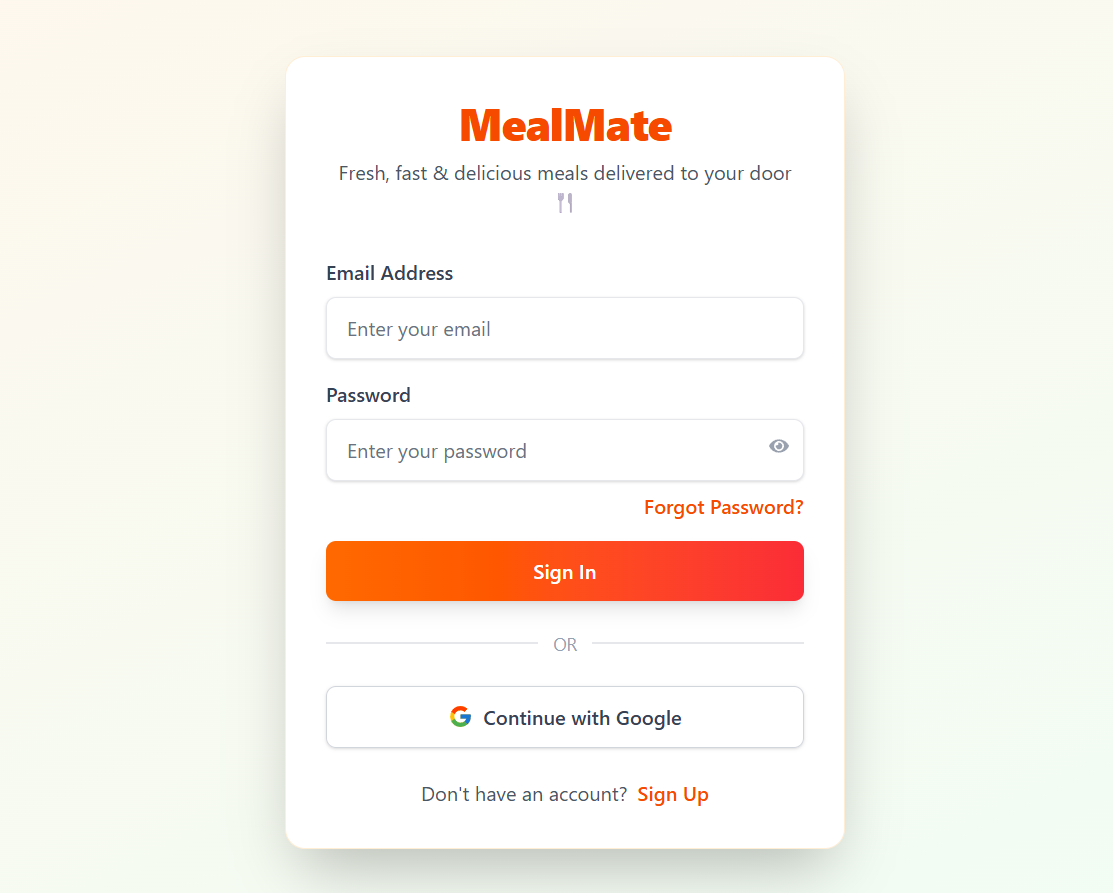 MealMate
Fresh, fast & delicious meals delivered to your door
🍴
Email Address
Enter your email
Password
Enter your password
Forgot Password?
Sign In
OR
Continue with Google
Don't have an account? Sign Up